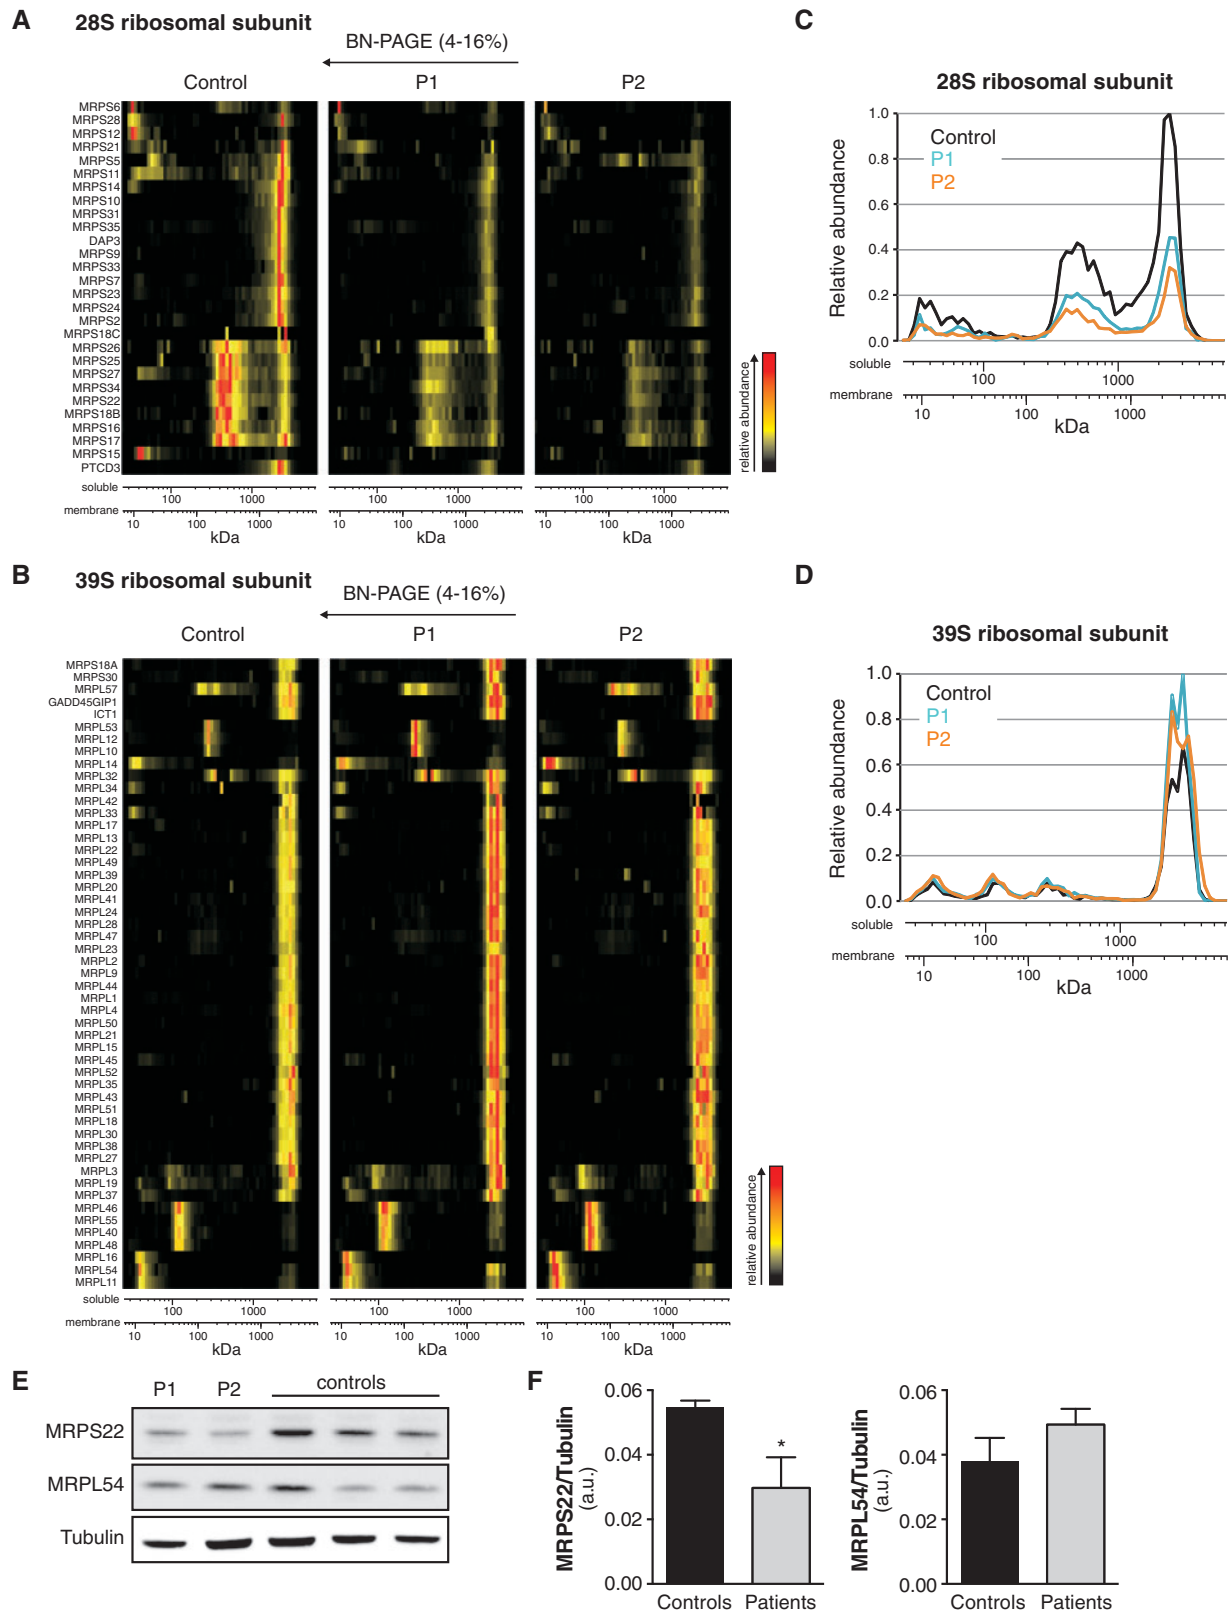 A
28S ribosomal subunit
BN-PAGE (4-16%)
Control
P1
P2
MRPS6
MRPS28
MRPS12
MRPS21
MRPS5
MRPS11
MRPS14
MRPS10
MRPS31
MRPS35
DAP3
MRPS9
MRPS33
MRPS7
MRPS23
MRPS24
MRPS2
MRPS18C
MRPS26
MRPS25
MRPS27
MRPS34
MRPS22
MRPS18B
MRPS16
MRPS17
MRPS15
PTCD3
relative abundance
soluble 100 1000 100 1000 100 1000
membrane
10 100 1000 10 100 1000 10 100 1000
kDa kDa kDa
C
28S ribosomal subunit
Relative abundance
1.0
0.8
0.6
0.4
0.2
0.0
Control
P1
P2
soluble
100 1000
membrane
10 100 1000
kDa
B
39S ribosomal subunit
BN-PAGE (4-16%)
Control
P1
P2
MRPS18A
MRPS30
MRPL57
GADD45GIP1
ICT1
MRPL53
MRPL12
MRPL10
MRPL14
MRPL32
MRPL34
MRPL42
MRPL33
MRPL17
MRPL13
MRPL22
MRPL49
MRPL39
MRPL20
MRPL41
MRPL24
MRPL28
MRPL47
MRPL23
MRPL2
MRPL9
MRPL44
MRPL1
MRPL4
MRPL50
MRPL21
MRPL15
MRPL45
MRPL52
MRPL35
MRPL43
MRPL51
MRPL18
MRPL30
MRPL38
MRPL27
MRPL3
MRPL19
MRPL37
MRPL46
MRPL55
MRPL40
MRPL48
MRPL16
MRPL54
MRPL11
relative abundance
soluble
100 1000 100 1000 100 1000
membrane
10 100 1000 10 100 1000 10 100 1000
kDa kDa kDa
D
39S ribosomal subunit
Relative abundance
1.0
0.8
0.6
0.4
0.2
0.0
Control
P1
P2
soluble
100 1000
membrane
10 100 1000
kDa
E
P1 P2 controls
MRPS22
MRPL54
Tubulin
F
MRPS22/Tubulin
(a.u.)
0.06
0.04
0.02
0.00
*
Controls Patients
MRPL54/Tubulin
(a.u.)
0.06
0.04
0.02
0.00
Controls Patients